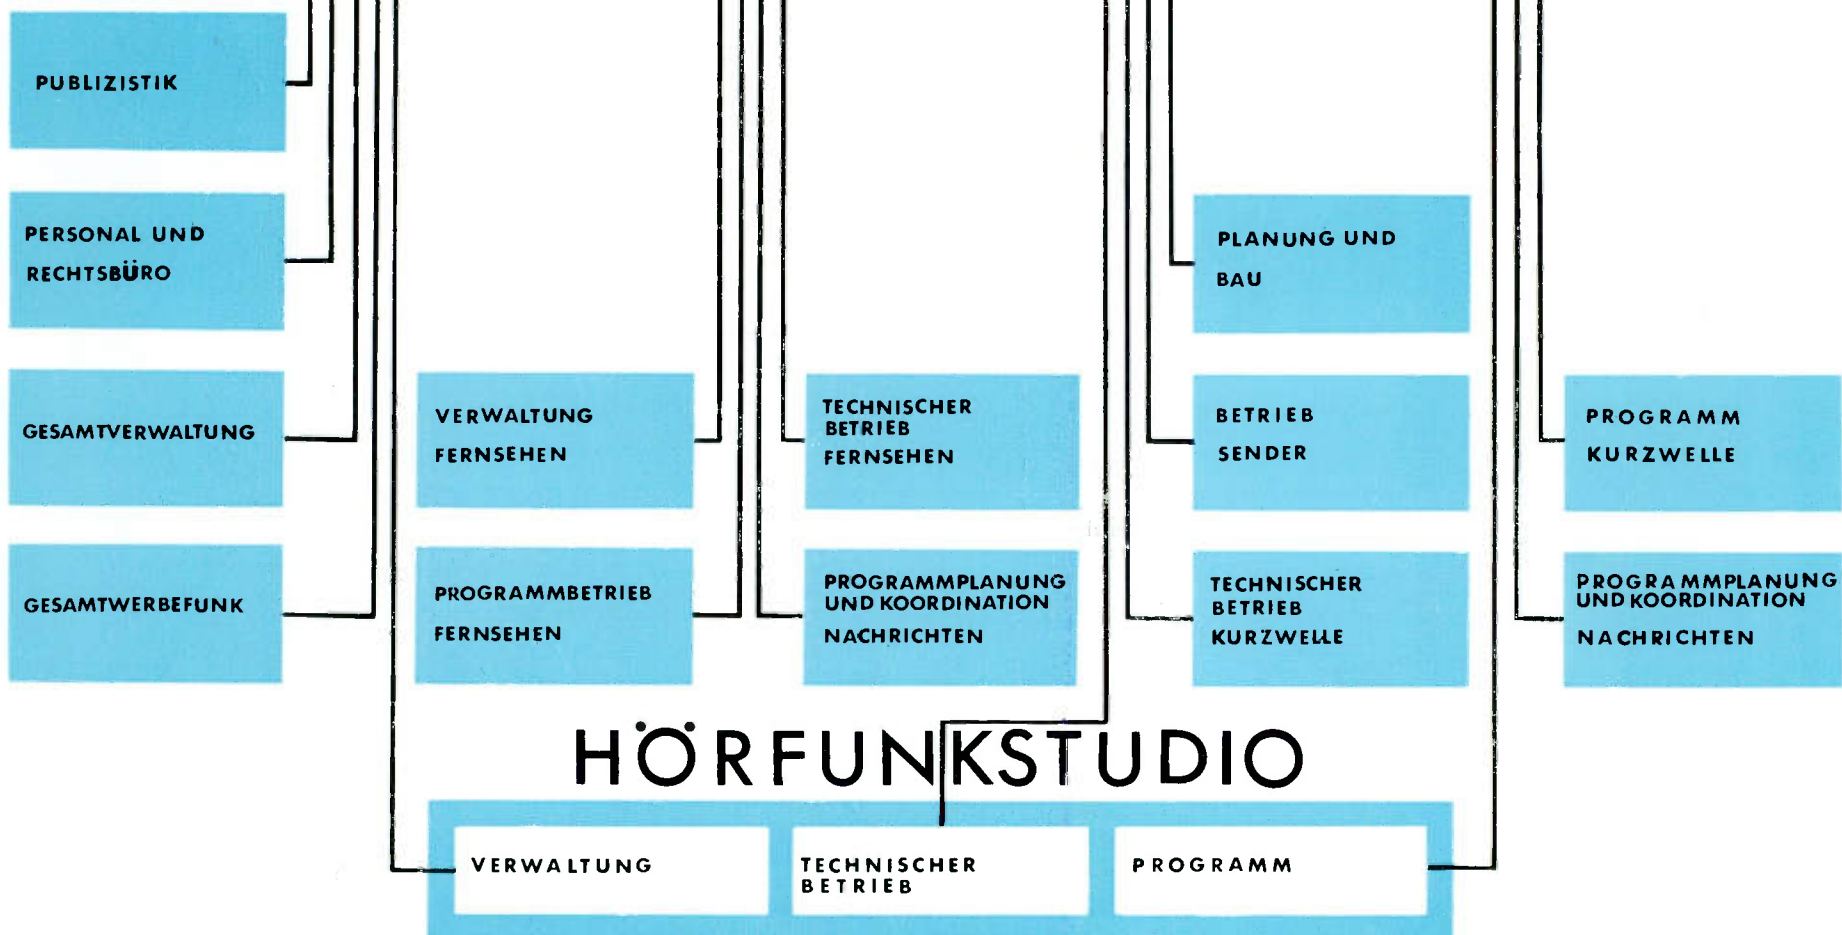 PUBLIZISTIK
PERSONAL UND
RECHTSBÜRO
GESAMTVERWALTUNG
GESAMTWERBEFUNK
VERWALTUNG
FERNSEHEN
PROGRAMMBETRIEB
FERNSEHEN
TECHNISCHER
BETRIEB
FERNSEHEN
PROGRAMMPLANUNG
UND KOORDINATION
NACHRICHTEN
PLANUNG UND
BAU
BETRIEB
SENDER
TECHNISCHER
BETRIEB
KURZWELLE
PROGRAMM
KURZWELLE
PROGRAMMPLANUNG
UND KOORDINATION
NACHRICHTEN
HÖRFUNKSTUDIO
VERWALTUNG
TECHNISCHER
BETRIEB
PROGRAMM